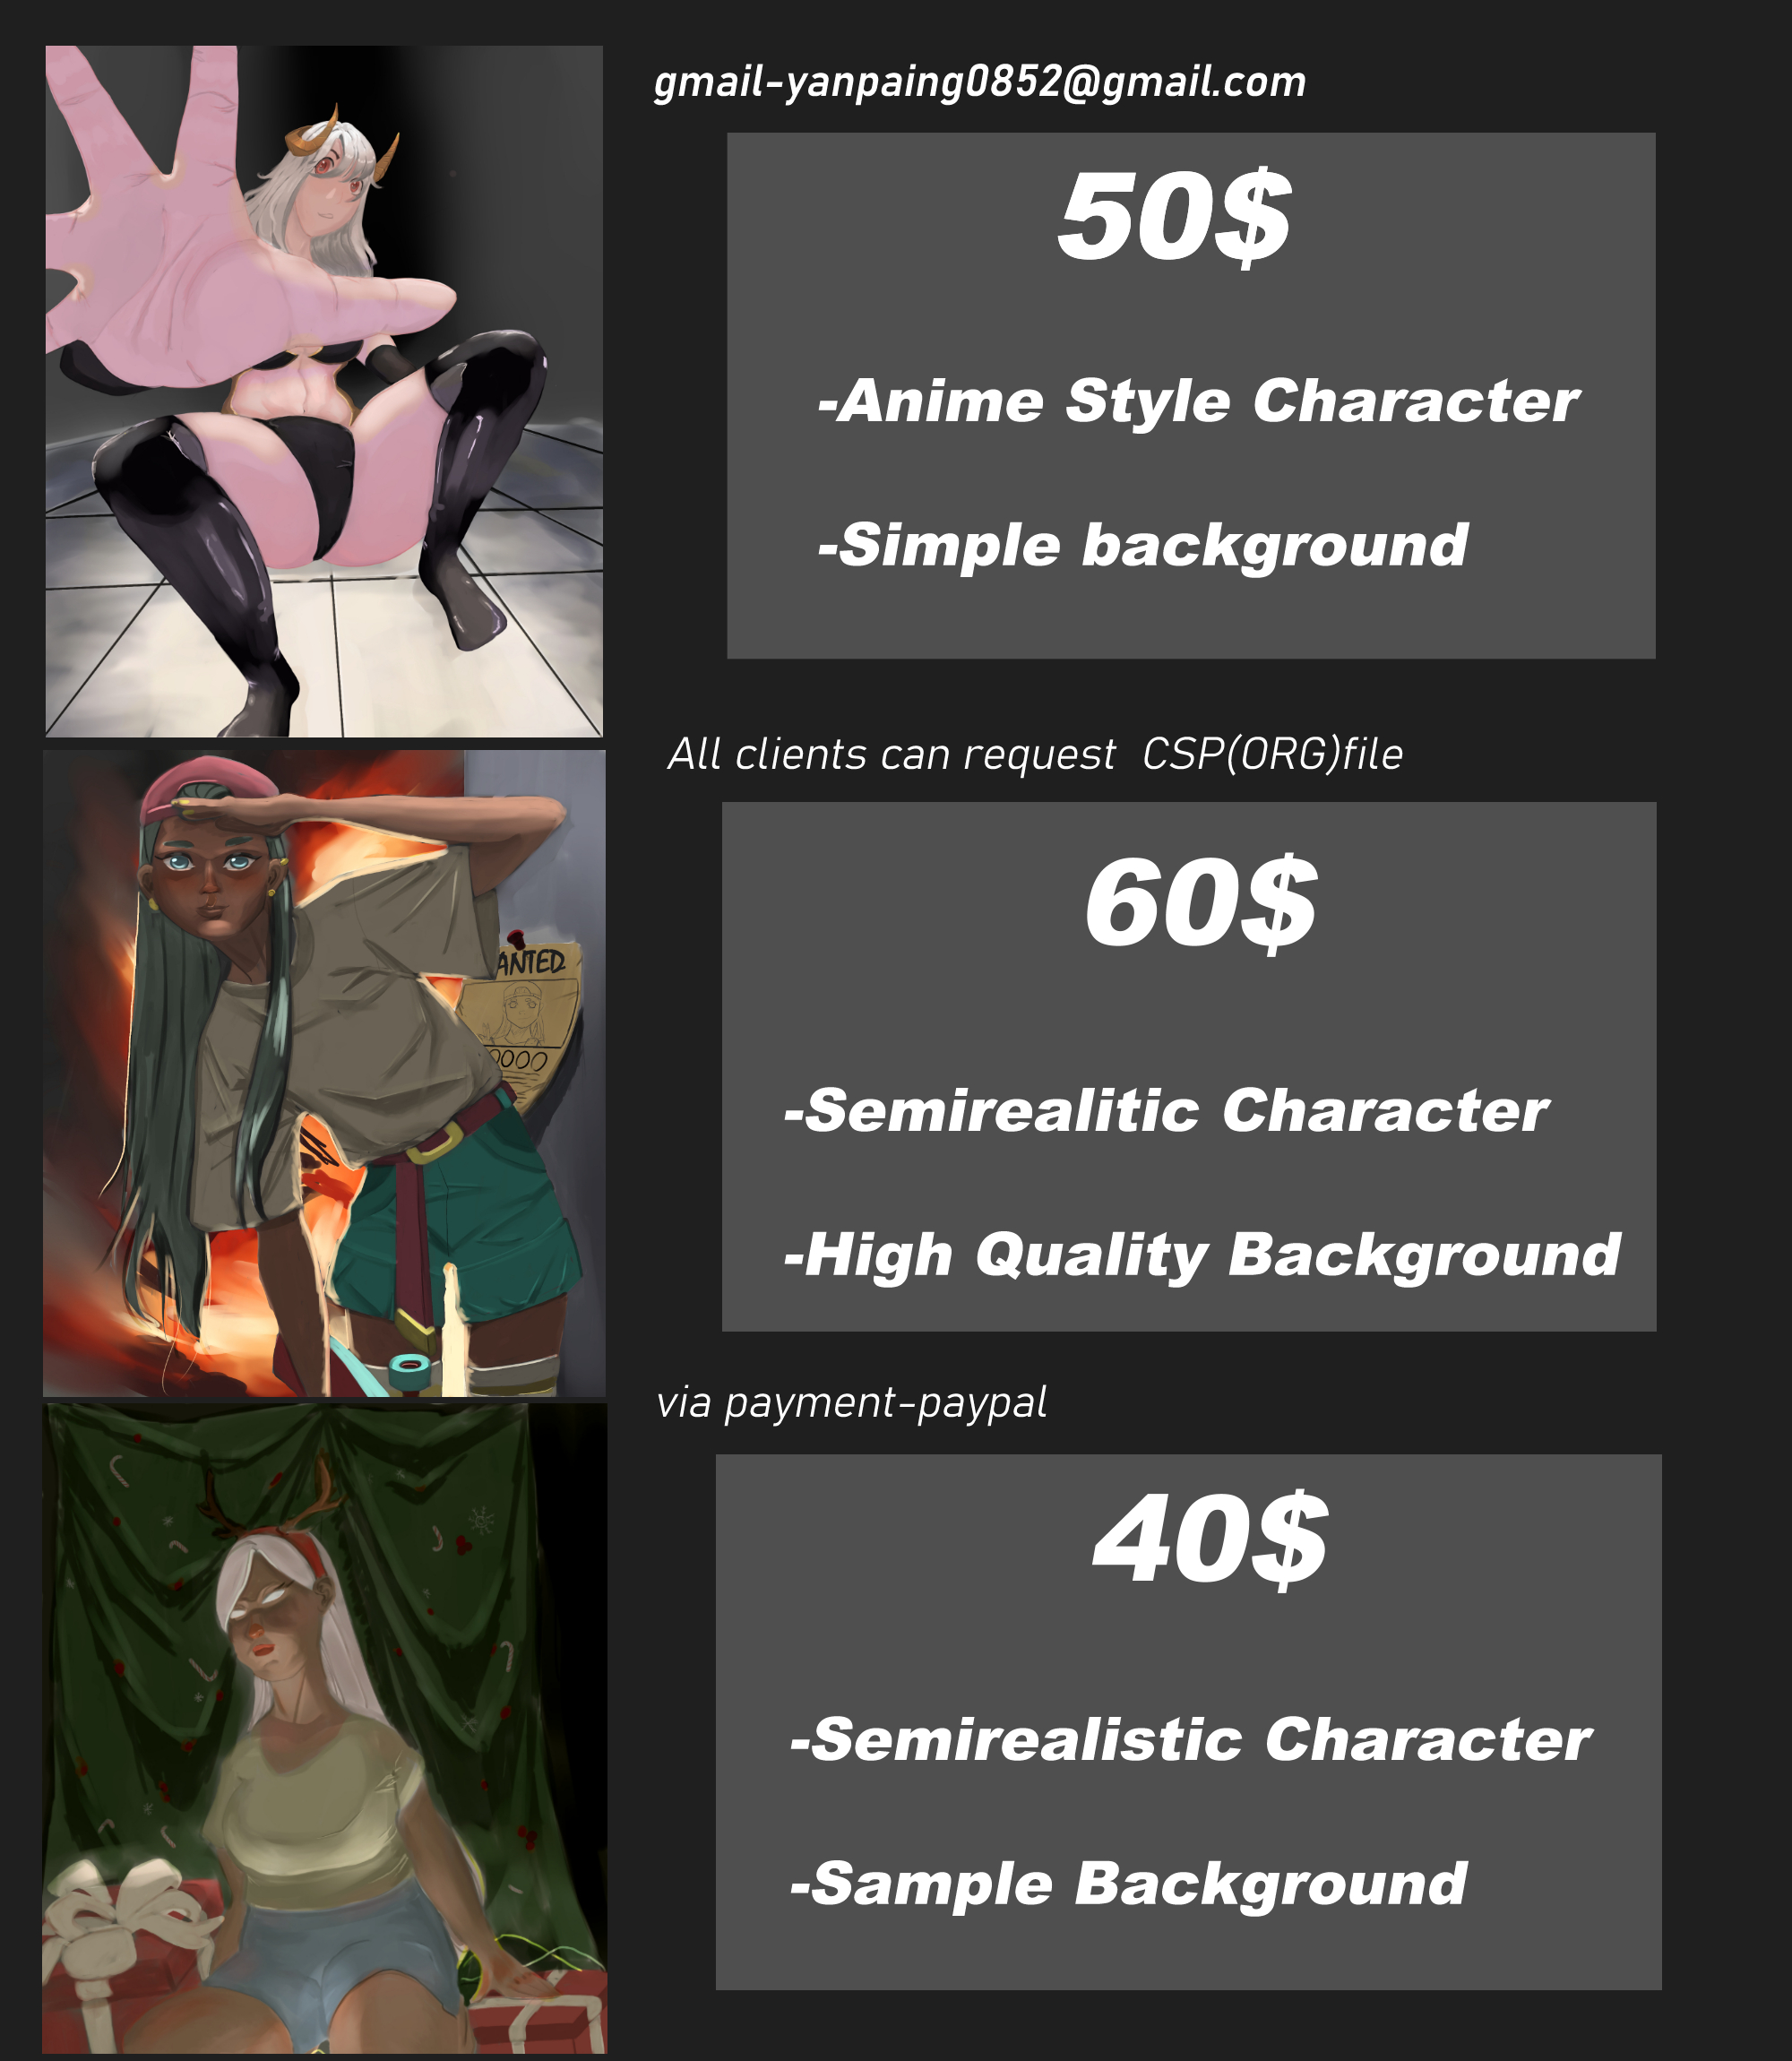 gmail-yanpaing0852@gmail.com
50$
-Anime Style Character
-Simple background
All clients can request CSP(ORG)file
60$
-Semirealitic Character
-High Quality Background
ANTED
0000
via payment-paypal
40$
-Semirealistic Character
-Sample Background